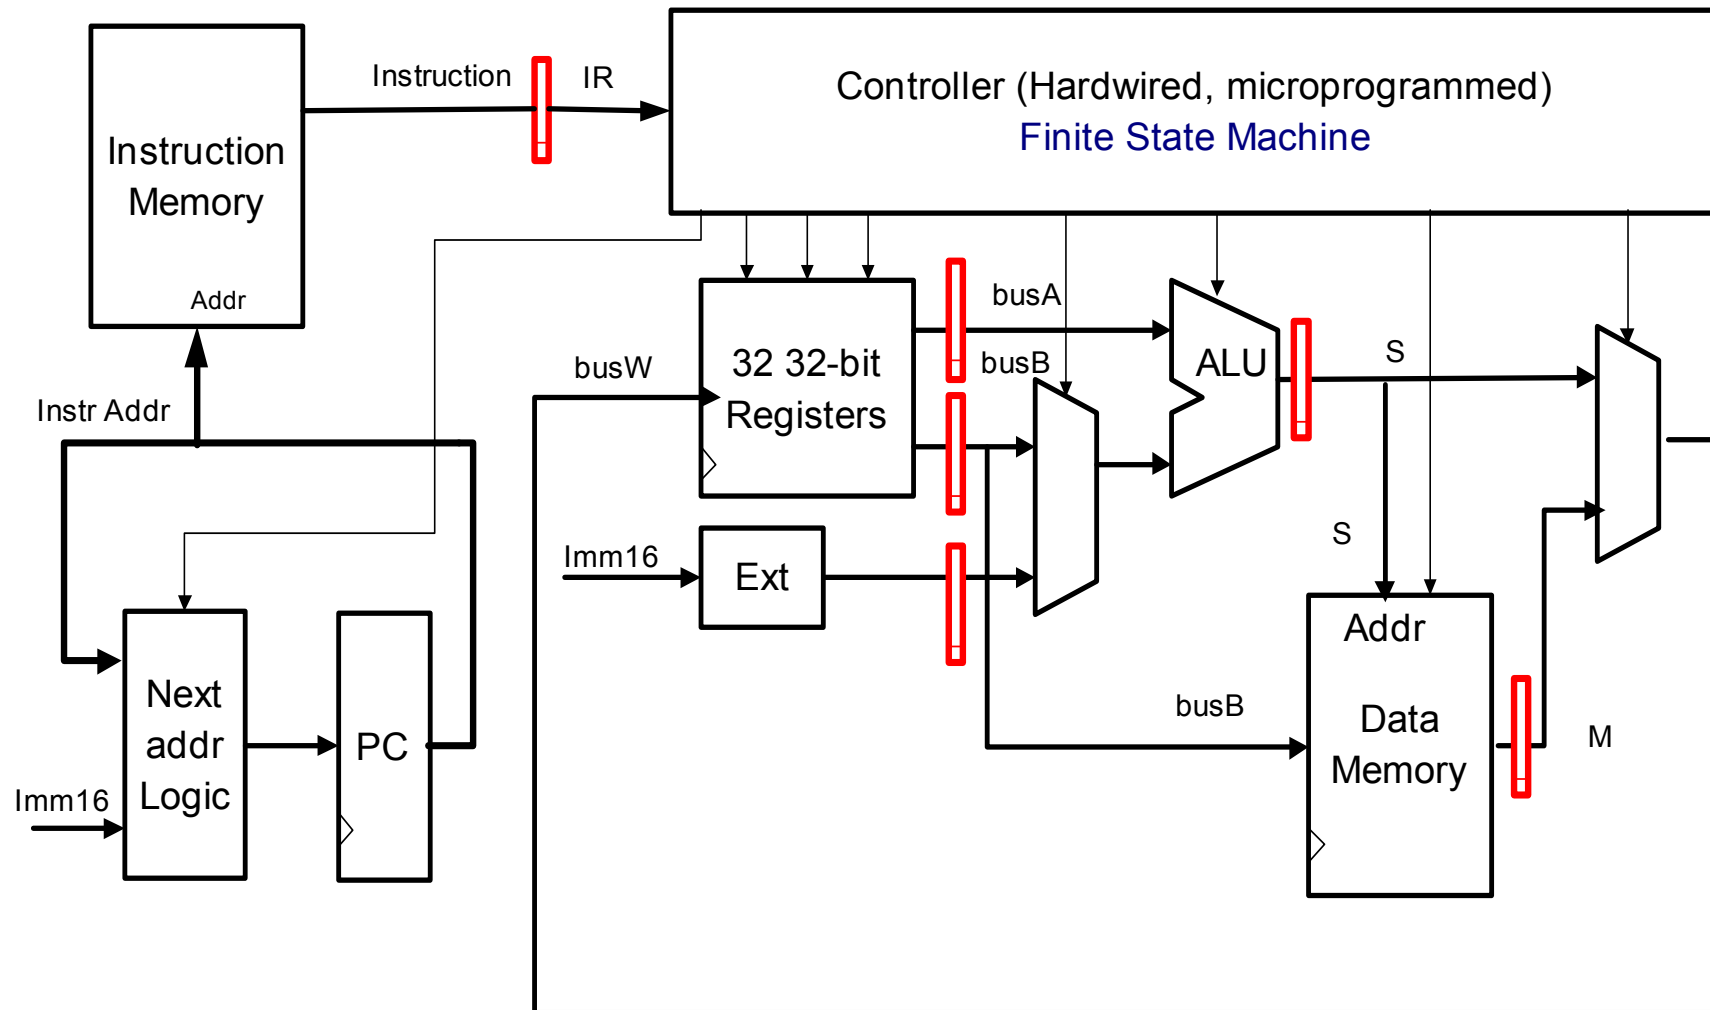 Controller (Hardwired, microprogrammed)
Finite State Machine
Instruction
IR
Instruction
Memory
Addr
Instr Addr
busW
32 32-bit
Registers
busA
busB
ALU
S
S
Imm16
Ext
Addr
Data
Memory
busB
M
Next
addr
Logic
PC
Imm16